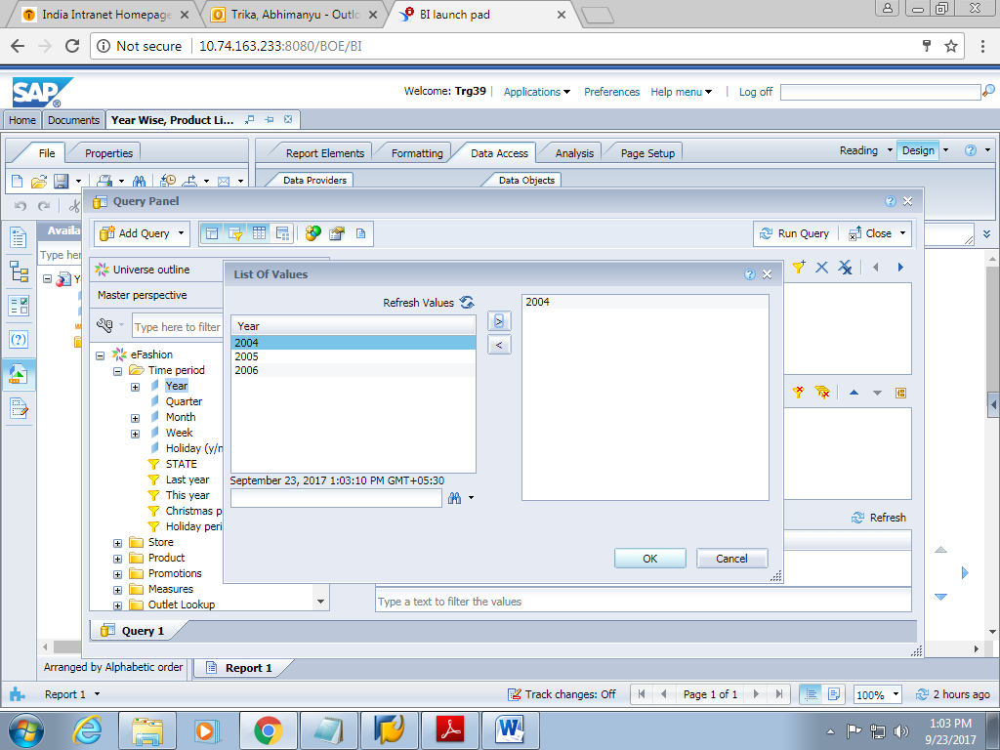 India Intranet Homepage
Trika, Abhimanyu - Outlo
BI launch pad
Not secure
10.74.163.233:8080/BOE/BI
SAP
Welcome: Trg39
Applications
Preferences
Help menu
Log off
Home
Documents
Year Wise, Product Li...
File
Properties
Report Elements
Formatting
Data Access
Analysis
Page Setup
Reading
Design
Data Providers
Data Objects
Availa
Type her
Query Panel
Add Query
Run Query
Close
Universe outline
Master perspective
Type here to filter
eFashion
Time period
Year
Quarter
Month
Week
Holiday (y/n
STATE
Last year
This year
Christmas p
Holiday peri
Store
Product
Promotions
Measures
Outlet Lookup
List Of Values
Refresh Values
Year
2004
2005
2006
September 23, 2017 1:03:10 PM GMT+05:30
2004
OK
Cancel
Refresh
Type a text to filter the values
Query 1
Arranged by Alphabetic order
Report 1
Report 1
Track changes: Off
Page 1 of 1
100%
2 hours ago
1:03 PM
9/23/2017